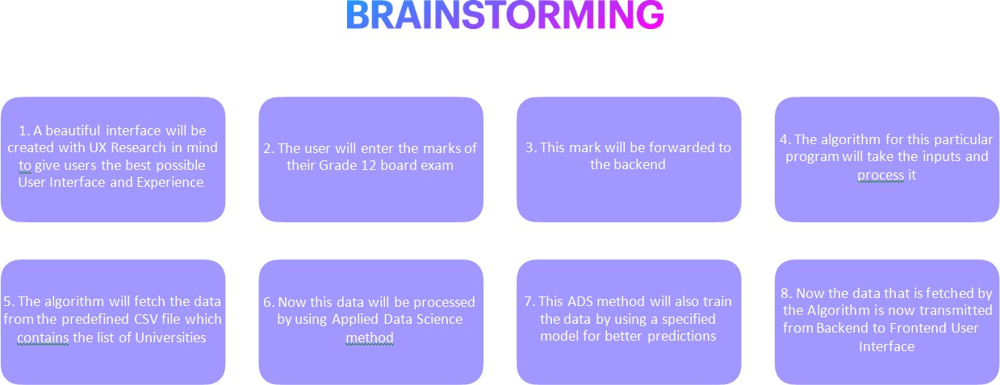 BRAINSTORMING
1. A beautiful interface will be
created with UX Research in mind
to give users the best possible
User Interface and Experience.
2. The user will enter the marks of
their Grade 12 board exam
3. This mark will be forwarded to
the backend
4. The algorithm for this particular
program will take the inputs and
process it
5. The algorithm will fetch the data
from the predefined CSV file which
contains the list of Universities
6. Now this data will be processed
by using Applied Data Science
method
7. This ADS method will also train
the data by using a specified
model for better predictions
8. Now the data that is fetched by
the Algorithm is now transmitted
from Backend to Frontend User
Interface